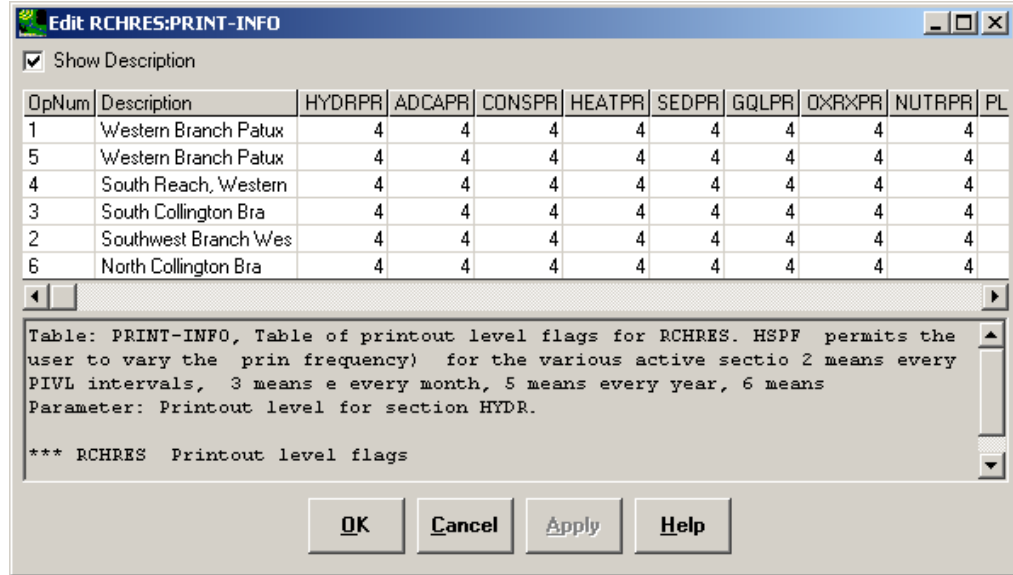 Edit RCHRES:PRINT-INFO
Show Description
OpNum Description HYDRPR ADCAPR CONSPR HEATPR SEDPR GQLPR OXRXPR NUTRPR PL
1 Western Branch Patux 4 4 4 4 4 4 4 4
5 Western Branch Patux 4 4 4 4 4 4 4 4
4 South Reach, Western 4 4 4 4 4 4 4 4
3 South Collington Bra 4 4 4 4 4 4 4 4
2 Southwest Branch Wes 4 4 4 4 4 4 4 4
6 North Collington Bra 4 4 4 4 4 4 4 4
Table: PRINT-INFO, Table of printout level flags for RCHRES. HSPF permits the
user to vary the prin frequency) for the various active sectio 2 means every
PIVL intervals, 3 means e every month, 5 means every year, 6 means
Parameter: Printout level for section HYDR.
*** RCHRES Printout level flags
OK Cancel Apply Help